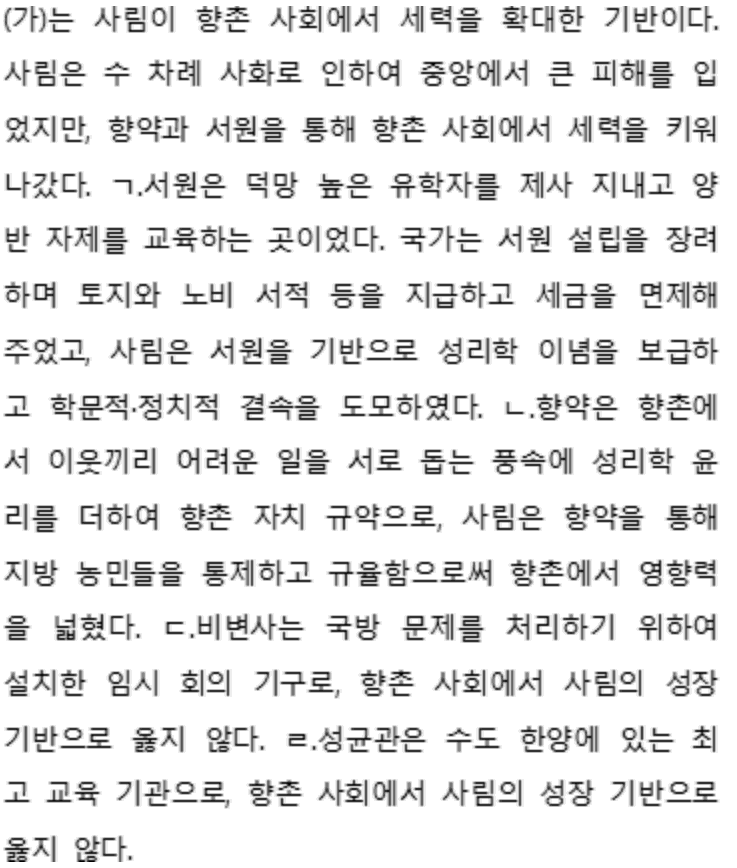 (가)는 사림이 향촌 사회에서 세력을 확대한 기반이다.
사림은 수 차례 사화로 인하여 중앙에서 큰 피해를 입
었지만, 향약과 서원을 통해 향촌 사회에서 세력을 키워
나갔다. ㄱ.서원은 덕망 높은 유학자를 제사 지내고 양
반 자제를 교육하는 곳이었다. 국가는 서원 설립을 장려
하며 토지와 노비 서적 등을 지급하고 세금을 면제해
주었고, 사림은 서원을 기반으로 성리학 이념을 보급하
고 학문적·정치적 결속을 도모하였다. ㄴ.향약은 향촌에
서 이웃끼리 어려운 일을 서로 돕는 풍속에 성리학 윤
리를 더하여 향촌 자치 규약으로, 사림은 향약을 통해
지방 농민들을 통제하고 규율함으로써 향촌에서 영향력
을 넓혔다. ㄷ.비변사는 국방 문제를 처리하기 위하여
설치한 임시 회의 기구로, 향촌 사회에서 사림의 성장
기반으로 옳지 않다. ㄹ.성균관은 수도 한양에 있는 최
고 교육 기관으로, 향촌 사회에서 사림의 성장 기반으로
옳지 않다.